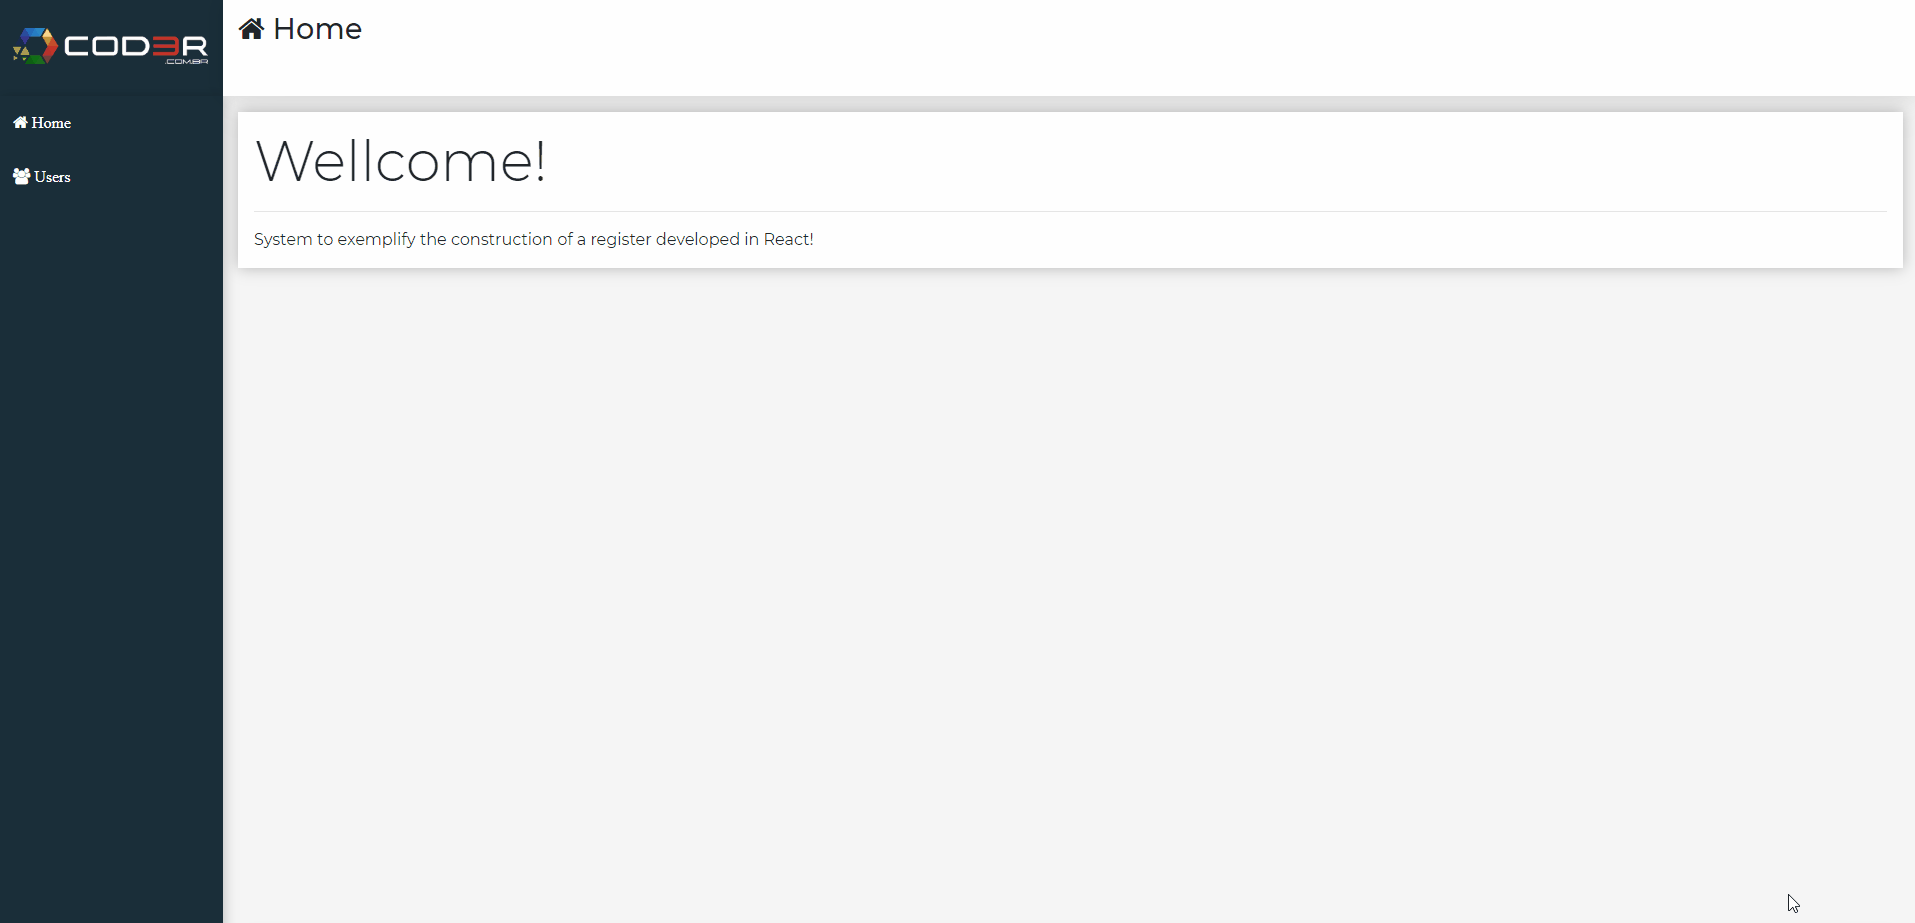 COD3R
.COM.BR
Home
Users
Home
Wellcome!
System to exemplify the construction of a register developed in React!